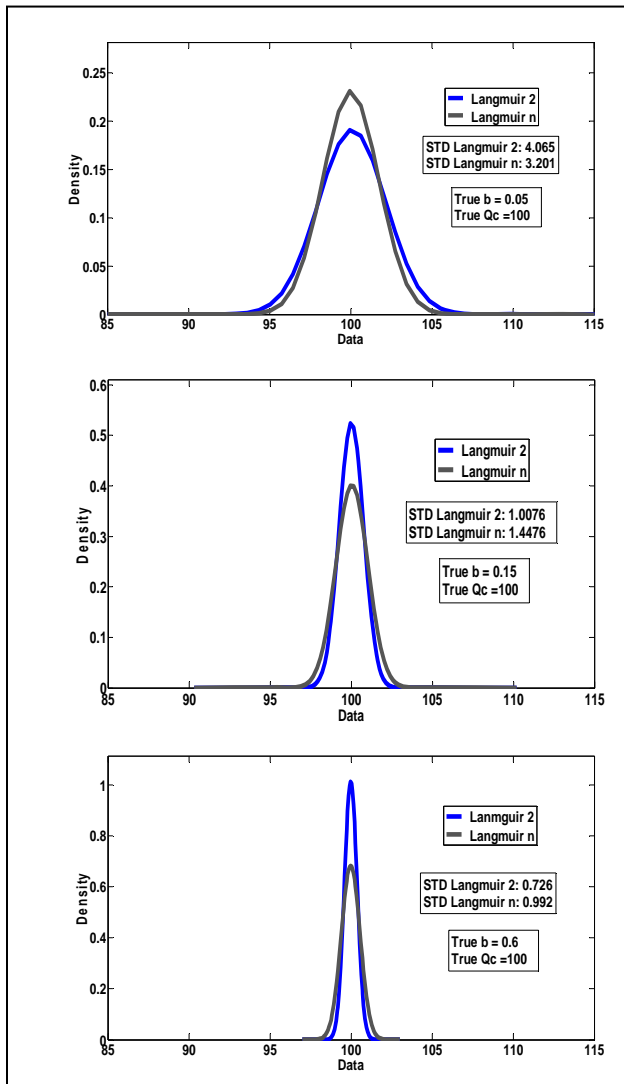 0.25
Langmuir 2
Langmuir n
0.2
STD Langmuir 2: 4.065
STD Langmuir n: 3.201
0.15
Density
True b = 0.05
True Qc =100
0.1
0.05
0
85 90 95 100 105 110 115
Data
0.6
0.5
Langmuir 2
Langmuir n
0.4
STD Langmuir 2: 1.0076
STD Langmuir n: 1.4476
Density
0.3
True b = 0.15
True Qc =100
0.2
0.1
0
85 90 95 100 105 110 115
Data
1
Lanmguir 2
Langmuir n
0.8
STD Langmuir 2: 0.726
STD Langmuir n: 0.992
0.6
Density
True b = 0.6
True Qc =100
0.4
0.2
0
85 90 95 100 105 110 115
Data